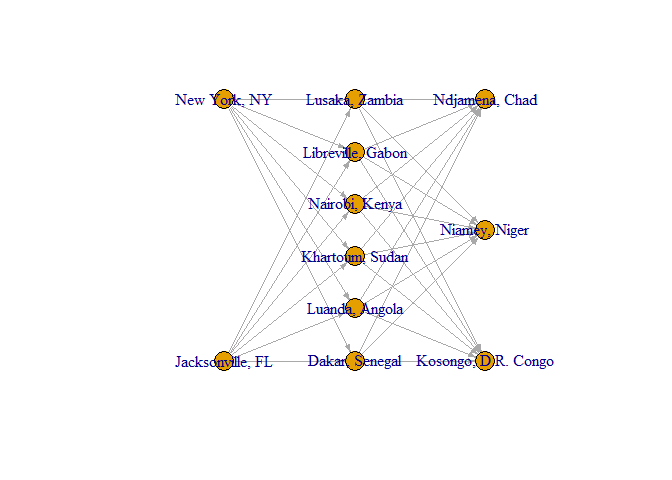 New York, NY
Lusaka, Zambia
Ndjamena, Chad
Libreville, Gabon
Nairobi, Kenya
Niamey, Niger
Khartoum, Sudan
Luanda, Angola
Jacksonville, FL
Dakar, Senegal
Kosongo, D.R. Congo